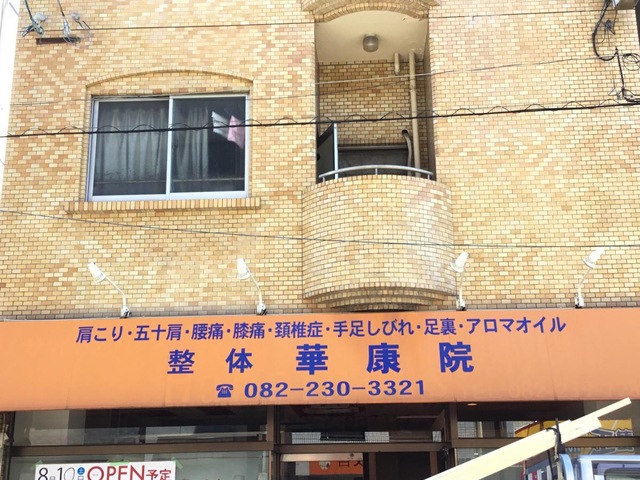 肩こり・五十肩・腰痛・膝痛・頚椎症・手足しびれ・足裏・アロマオイル
整体 華康院
☎ 082-230-3321
8月10土日 OPEN予定